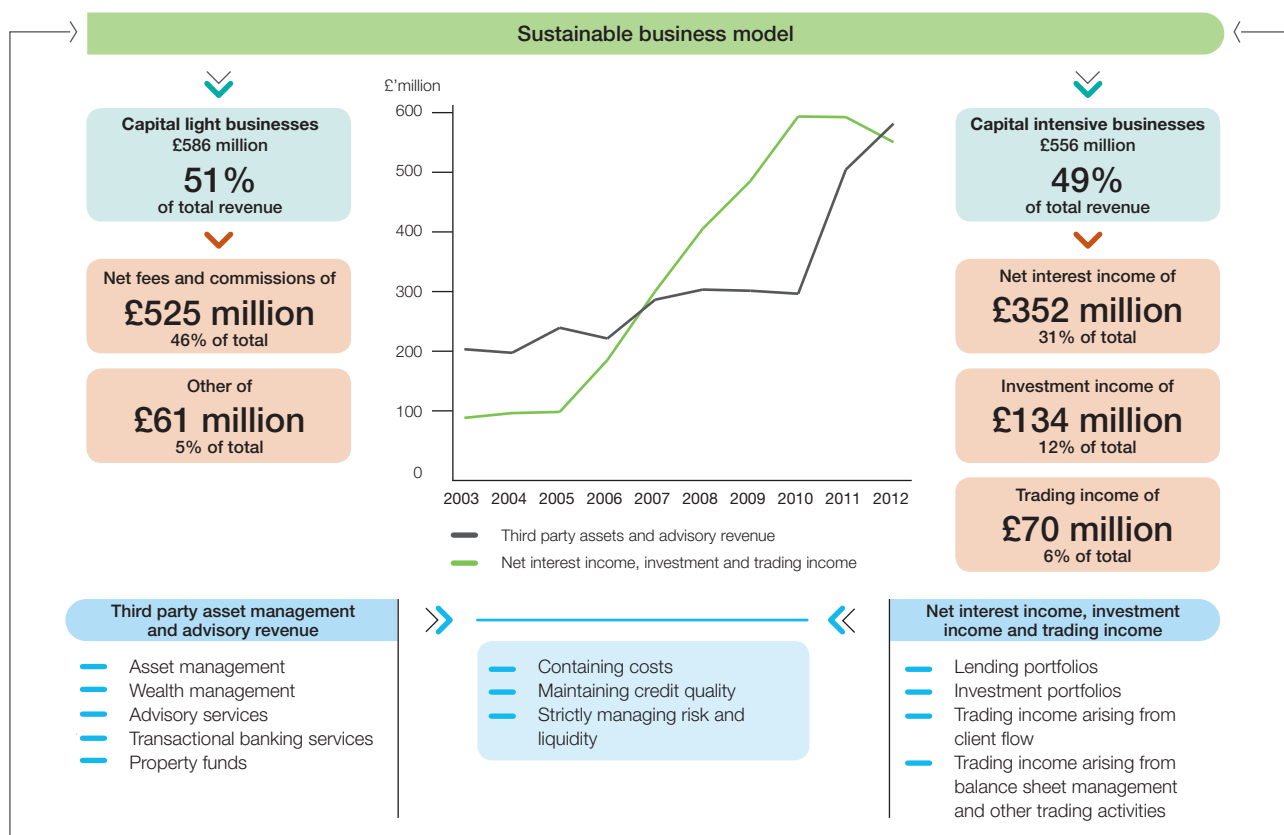 Sustainable business model
Capital light businesses
£586 million
51%
of total revenue
Net fees and commissions of
£525 million
46% of total
Other of
£61 million
5% of total
£'million
600
500
400
300
200
100
0
2003 2004 2005 2006 2007 2008 2009 2010 2011 2012
Third party assets and advisory revenue
Net interest income, investment and trading income
Capital intensive businesses
£556 million
49%
of total revenue
Net interest income of
£352 million
31% of total
Investment income of
£134 million
12% of total
Trading income of
£70 million
6% of total
Third party asset management
and advisory revenue
Asset management
Wealth management
Advisory services
Transactional banking services
Property funds
Containing costs
Maintaining credit quality
Strictly managing risk and
liquidity
Net interest income, investment
income and trading income
Lending portfolios
Investment portfolios
Trading income arising from
client flow
Trading income arising from
balance sheet management
and other trading activities